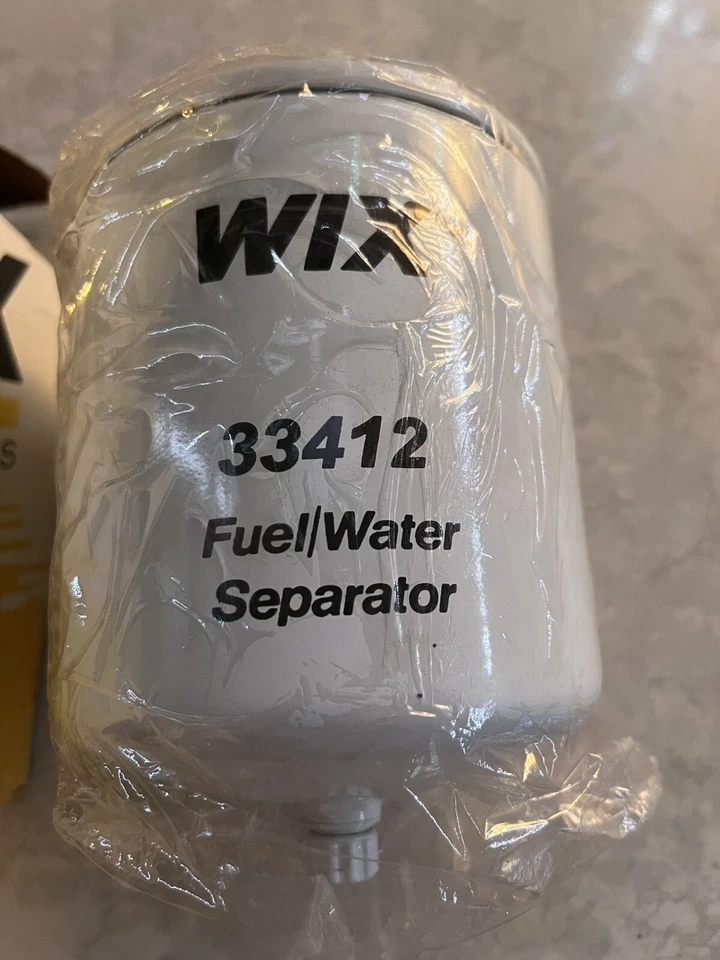 WIX
33412
Fuel/Water
Separator
X
S